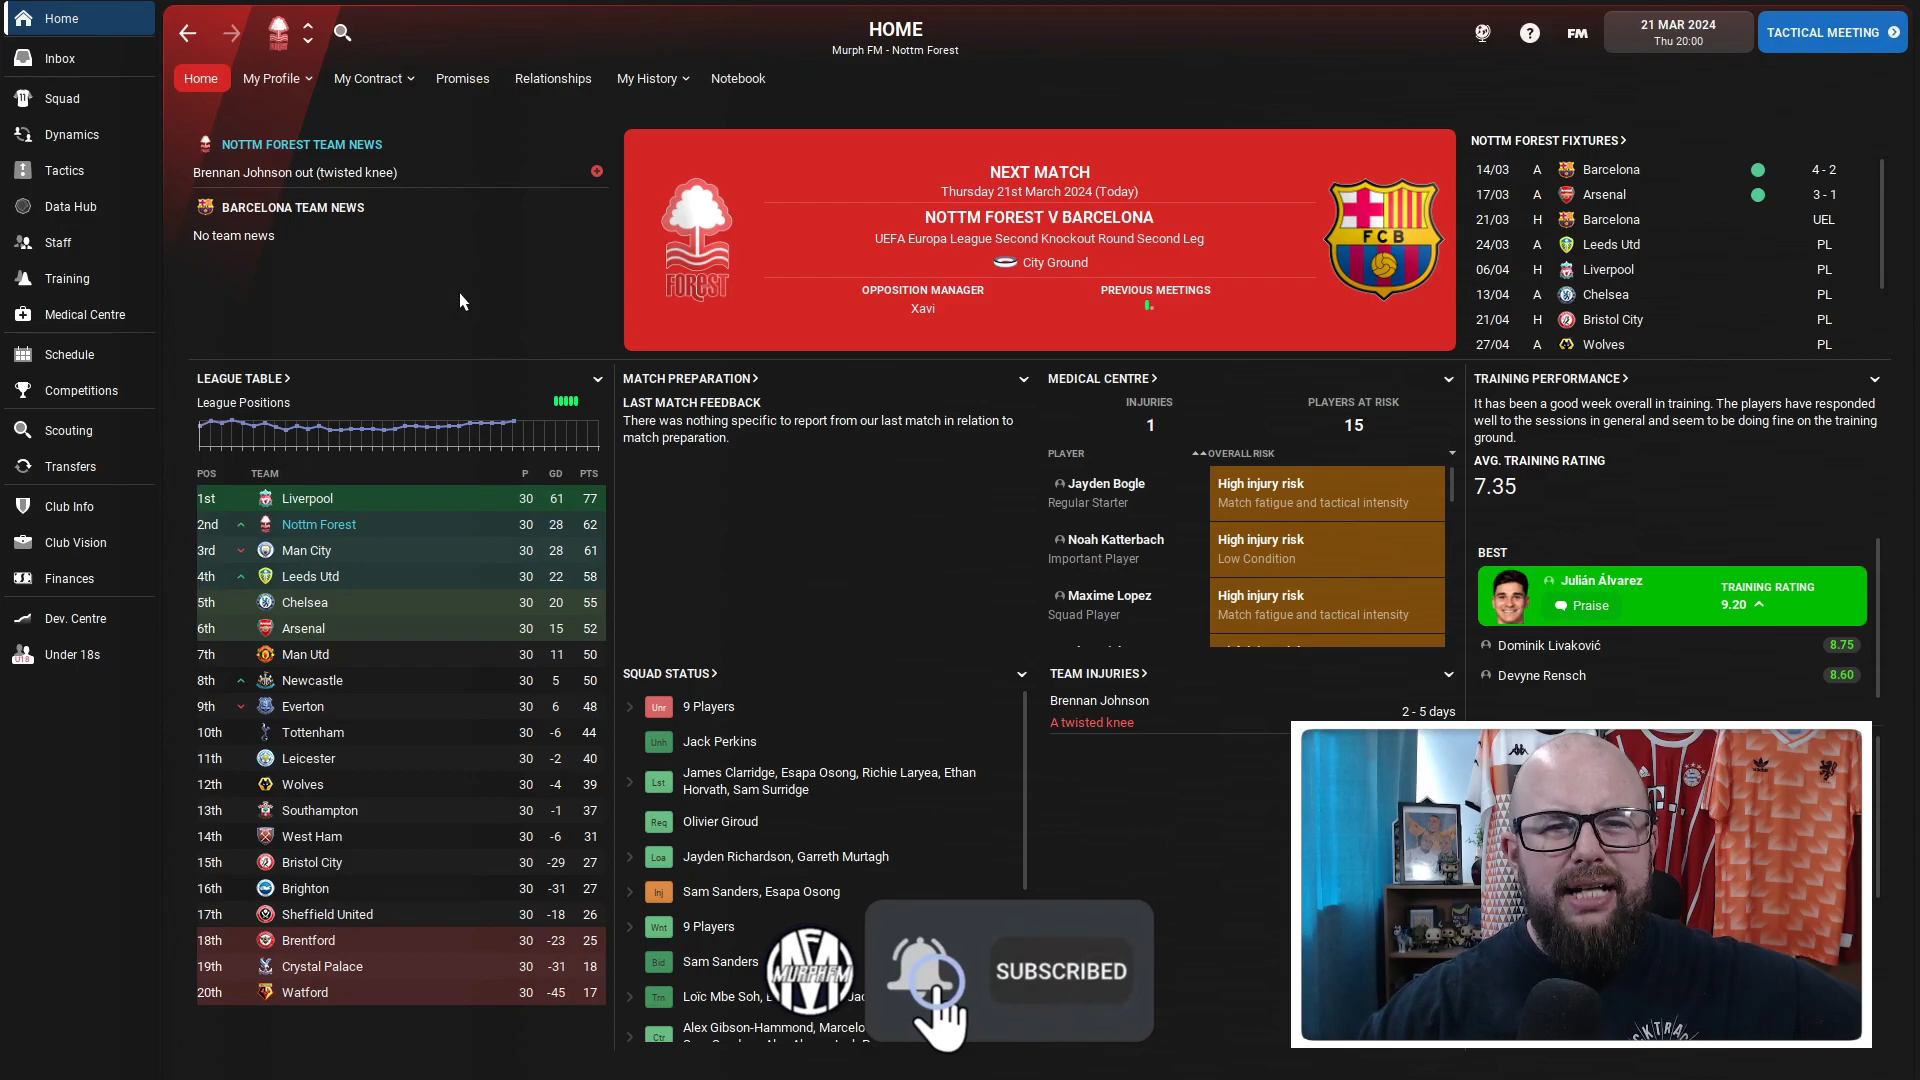 Home
Inbox
Squad
Dynamics
Tactics
Data Hub
Staff
Training
Medical Centre
Schedule
Competitions
Scouting
Transfers
Club Info
Club Vision
Finances
Dev. Centre
Under 18s
HOME
Murph FM - Nottm Forest
FM
21 MAR 2024
Thu 20:00
TACTICAL MEETING
Home My Profile My Contract Promises Relationships My History Notebook
NOTTM FOREST TEAM NEWS
Brennan Johnson out (twisted knee)
BARCELONA TEAM NEWS
No team news
FOREST
NEXT MATCH
Thursday 21st March 2024 (Today)
NOTTM FOREST V BARCELONA
UEFA Europa League Second Knockout Round Second Leg
City Ground
OPPOSITION MANAGER
Xavi
PREVIOUS MEETINGS
FCB
NOTTM FOREST FIXTURES
14/03 A Barcelona 4 - 2
17/03 A Arsenal 3 - 1
21/03 H Barcelona UEL
24/03 A Leeds Utd PL
06/04 H Liverpool PL
13/04 A Chelsea PL
21/04 H Bristol City PL
27/04 A Wolves PL
LEAGUE TABLE
League Positions
POS TEAM P GD PTS
1st Liverpool 30 61 77
2nd Nottm Forest 30 28 62
3rd Man City 30 28 61
4th Leeds Utd 30 22 58
5th Chelsea 30 20 55
6th Arsenal 30 15 52
7th Man Utd 30 11 50
8th Newcastle 30 5 50
9th Everton 30 6 48
10th Tottenham 30 -6 44
11th Leicester 30 -2 40
12th Wolves 30 -4 39
13th Southampton 30 -1 37
14th West Ham 30 -6 31
15th Bristol City 30 -29 27
16th Brighton 30 -31 27
17th Sheffield United 30 -18 26
18th Brentford 30 -23 25
19th Crystal Palace 30 -31 18
20th Watford 30 -45 17
MATCH PREPARATION
LAST MATCH FEEDBACK
There was nothing specific to report from our last match in relation to
match preparation.
SQUAD STATUS
Unr 9 Players
Unh Jack Perkins
Lst James Clarridge, Esapa Osong, Richie Laryea, Ethan
Horvath, Sam Surridge
Req Olivier Giroud
Loa Jayden Richardson, Garreth Murtagh
Inj Sam Sanders, Esapa Osong
Wnt 9 Players
Bid Sam Sanders
Trn Loïc Mbe Soh,
Ctr Alex Gibson-Hammond, Marcelo
MEDICAL CENTRE
INJURIES
1
PLAYERS AT RISK
15
PLAYER OVERALL RISK
Jayden Bogle High injury risk
Regular Starter Match fatigue and tactical intensity
Noah Katterbach High injury risk
Important Player Low Condition
Maxime Lopez High injury risk
Squad Player Match fatigue and tactical intensity
TEAM INJURIES
Brennan Johnson
2 - 5 days
A twisted knee
TRAINING PERFORMANCE
It has been a good week overall in training. The players have responded
well to the sessions in general and seem to be doing fine on the training
ground.
AVG. TRAINING RATING
7.35
BEST
Julián Álvarez
Praise
TRAINING RATING
9.20
Dominik Livaković 8.75
Devyne Rensch 8.60
MURPHFM
SUBSCRIBED